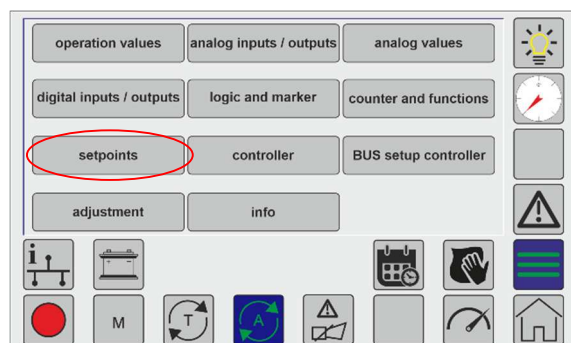 operation values
analog inputs / outputs
analog values
digital inputs / outputs
logic and marker
counter and functions
setpoints
controller
BUS setup controller
adjustment
info
i
M
T
A